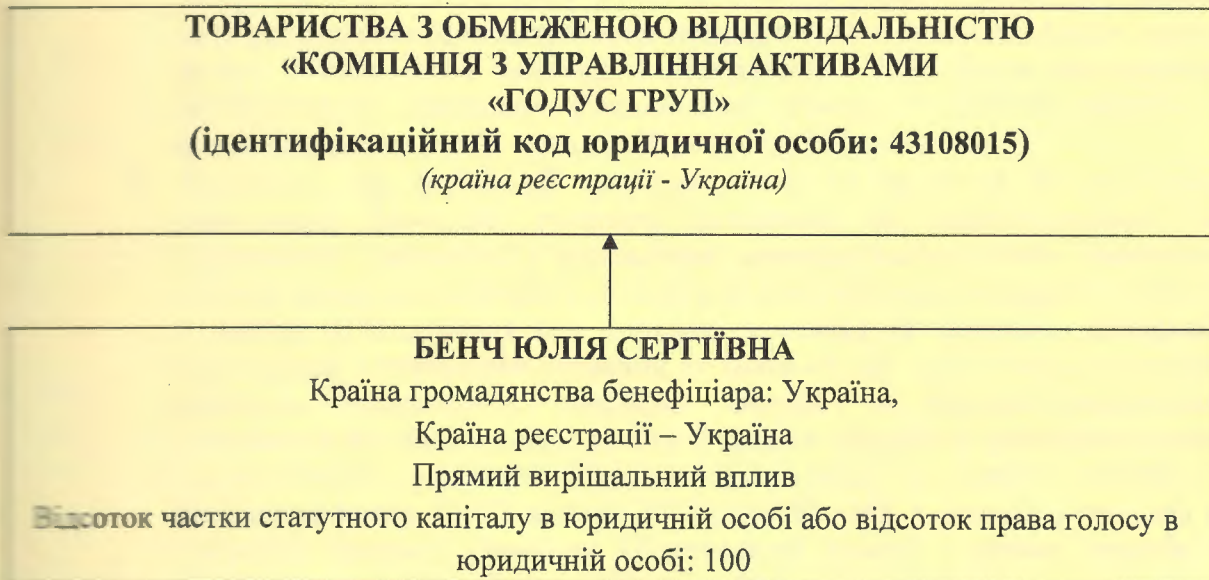 ТОВАРИСТВА З ОБМЕЖЕНОЮ ВІДПОВІДАЛЬНІСТЮ
«КОМПАНІЯ З УПРАВЛІННЯ АКТИВАМИ
«ГОДУС ГРУП»
(ідентифікаційний код юридичної особи: 43108015)
(країна реєстрації - Україна)
БЕНЧ ЮЛІЯ СЕРГІЇВНА
Країна громадянства бенефіціара: Україна,
Країна реєстрації – Україна
Прямий вирішальний вплив
Відсоток частки статутного капіталу в юридичній особі або відсоток права голосу в
юридичній особі: 100